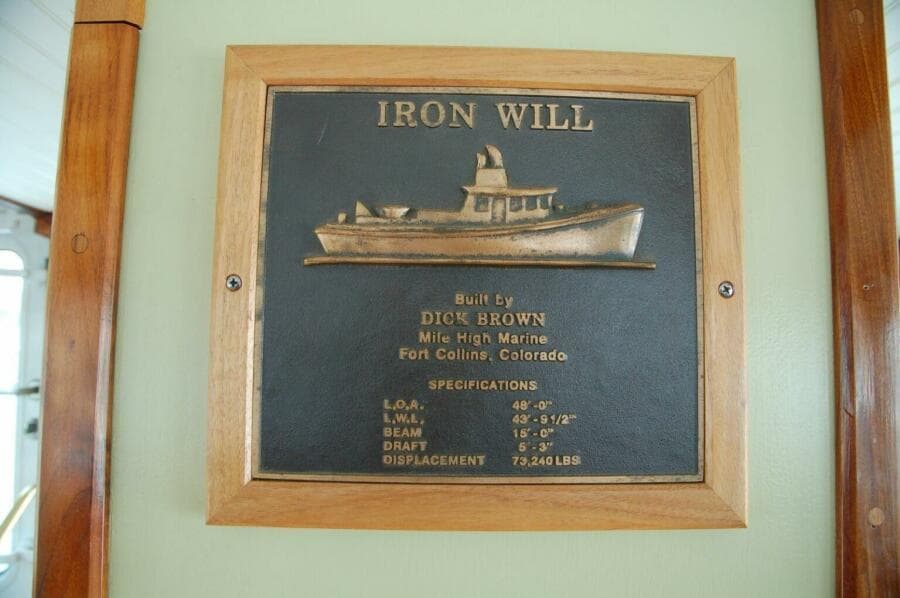 IRON WILL
Built by
DICK BROWN
Mile High Marine
Fort Collins, Colorado
SPECIFICATIONS
L.O.A. 48'-0"
L.W.L. 43'-9 1/2"
BEAM 15'-0"
DRAFT 5'-3"
DISPLACEMENT 73,240 LBS